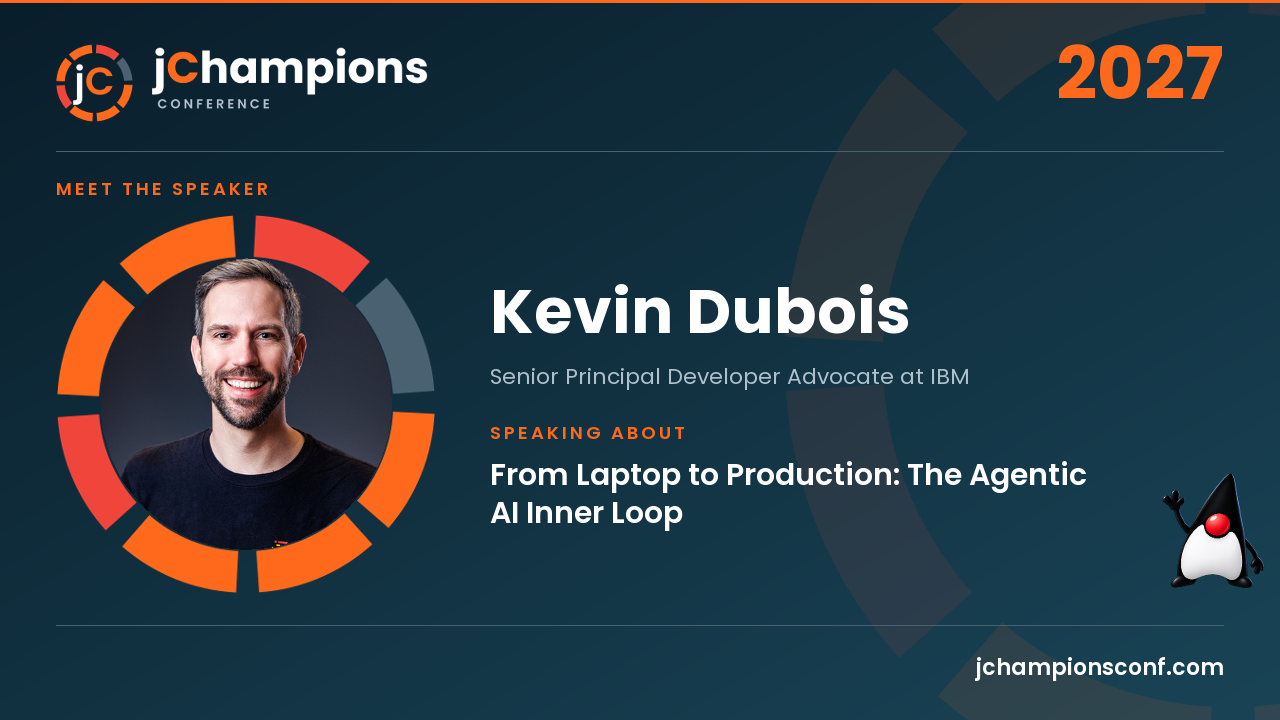 jC
jChampions
CONFERENCE
2027
MEET THE SPEAKER
Kevin Dubois
Senior Principal Developer Advocate at IBM
SPEAKING ABOUT
From Laptop to Production: The Agentic
AI Inner Loop
jchampionsconf.com